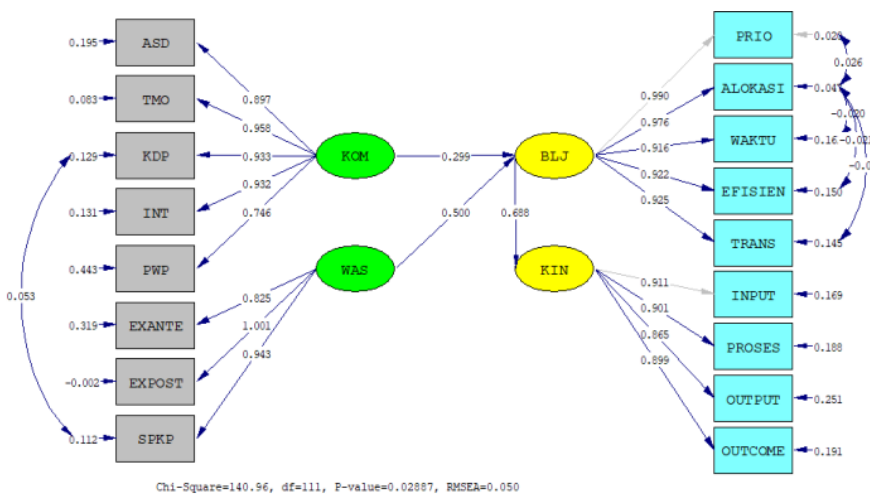 0.195
ASD
0.083
TMO
0.129
KDP
0.131
INT
0.443
PWP
0.319
EXANTE
-0.002
EXPOST
0.112
SPKP
0.053
0.897
0.958
0.933
0.932
0.746
KOM
0.299
0.825
1.001
0.943
WAS
0.500
BLJ
0.688
KIN
0.990
0.976
0.916
0.922
0.925
0.911
0.901
0.865
0.899
PRIO
0.026
ALOKASI
WAKTU
-0.020
EFISIEN
0.150
TRANS
0.145
INPUT
0.169
PROSES
0.188
OUTPUT
0.251
OUTCOME
0.191
Chi-Square=140.96, df=111, P-value=0.02887, RMSEA=0.050